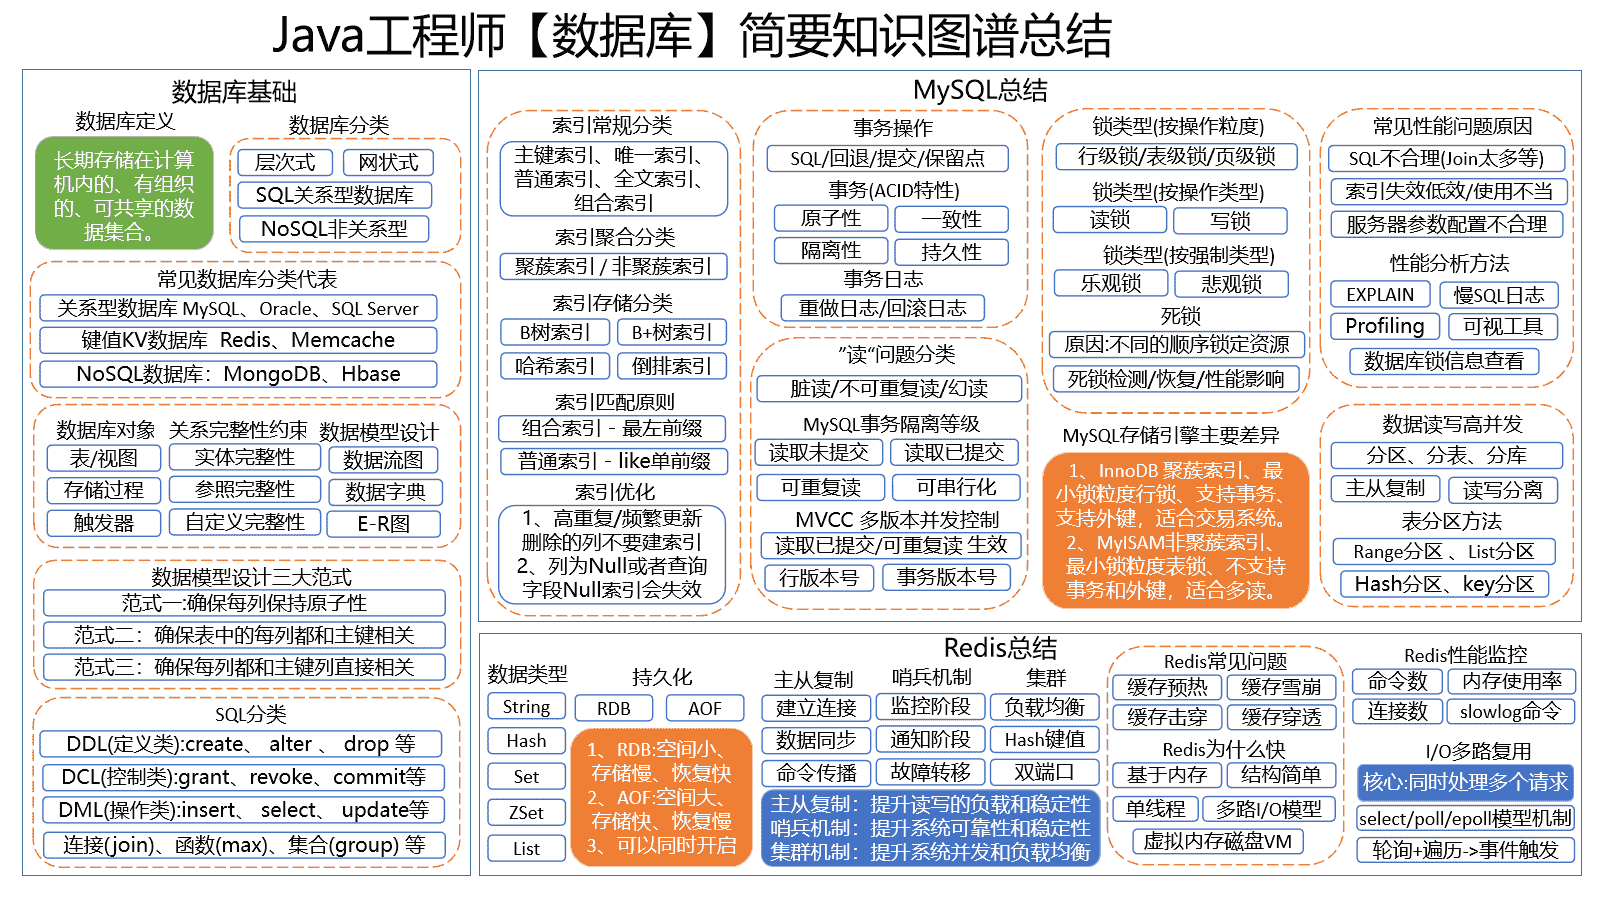 Java工程师【数据库】简要知识图谱总结
数据库基础
数据库定义
长期存储在计算
机内的、有组织
的、可共享的数
据集合。
数据库分类
层次式
网状式
SQL关系型数据库
NoSQL非关系型
常见数据库分类代表
关系型数据库 MySQL、Oracle、SQL Server
键值KV数据库 Redis、Memcache
NoSQL数据库：MongoDB、Hbase
数据库对象
表/视图
存储过程
触发器
关系完整性约束
实体完整性
参照完整性
自定义完整性
数据模型设计
数据流图
数据字典
E-R图
数据模型设计三大范式
范式一:确保每列保持原子性
范式二：确保表中的每列都和主键相关
范式三：确保每列都和主键列直接相关
SQL分类
DDL(定义类):create、 alter 、 drop 等
DCL(控制类):grant、revoke、commit等
DML(操作类):insert、 select、 update等
连接(join)、函数(max)、集合(group) 等
MySQL总结
索引常规分类
主键索引、唯一索引、
普通索引、全文索引、
组合索引
索引聚合分类
聚簇索引 / 非聚簇索引
索引存储分类
B树索引
B+树索引
哈希索引
倒排索引
索引匹配原则
组合索引 - 最左前缀
普通索引 - like单前缀
索引优化
1、高重复/频繁更新
删除的列不要建索引
2、列为Null或者查询
字段Null索引会失效
事务操作
SQL/回退/提交/保留点
事务(ACID特性)
原子性
一致性
隔离性
持久性
事务日志
重做日志/回滚日志
”读“问题分类
脏读/不可重复读/幻读
MySQL事务隔离等级
读取未提交
读取已提交
可重复读
可串行化
MVCC 多版本并发控制
读取已提交/可重复读 生效
行版本号
事务版本号
锁类型(按操作粒度)
行级锁/表级锁/页级锁
锁类型(按操作类型)
读锁
写锁
锁类型(按强制类型)
乐观锁
悲观锁
死锁
原因:不同的顺序锁定资源
死锁检测/恢复/性能影响
MySQL存储引擎主要差异
1、InnoDB 聚簇索引、最
小锁粒度行锁、支持事务、
支持外键，适合交易系统。
2、MyISAM非聚簇索引、
最小锁粒度表锁、不支持
事务和外键，适合多读。
常见性能问题原因
SQL不合理(Join太多等)
索引失效低效/使用不当
服务器参数配置不合理
性能分析方法
EXPLAIN
慢SQL日志
Profiling
可视工具
数据库锁信息查看
数据读写高并发
分区、分表、分库
主从复制
读写分离
表分区方法
Range分区 、List分区
Hash分区、key分区
Redis总结
数据类型
String
Hash
Set
ZSet
List
持久化
RDB
AOF
1、RDB:空间小、
存储慢、恢复快
2、AOF:空间大、
存储快、恢复慢
3、可以同时开启
主从复制
建立连接
数据同步
命令传播
哨兵机制
监控阶段
通知阶段
故障转移
集群
负载均衡
Hash键值
双端口
主从复制：提升读写的负载和稳定性
哨兵机制：提升系统可靠性和稳定性
集群机制：提升系统并发和负载均衡
Redis常见问题
缓存预热
缓存雪崩
缓存击穿
缓存穿透
Redis为什么快
基于内存
结构简单
单线程
多路I/O模型
虚拟内存磁盘VM
Redis性能监控
命令数
内存使用率
连接数
slowlog命令
I/O多路复用
核心:同时处理多个请求
select/poll/epoll模型机制
轮询+遍历->事件触发